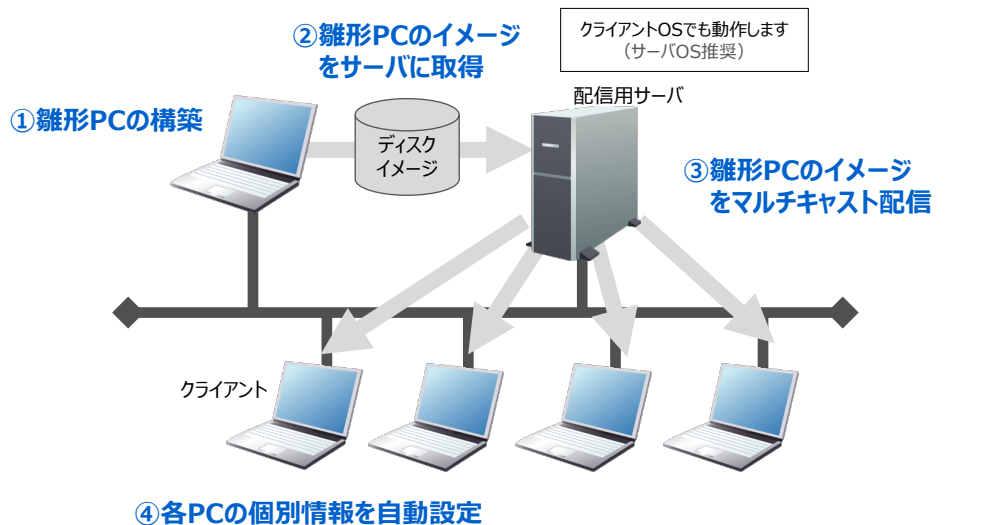 ②雛形PCのイメージ
をサーバに取得
クライアントOSでも動作します
（サーバOS推奨）
配信用サーバ
①雛形PCの構築
ディスク
イメージ
③雛形PCのイメージ
をマルチキャスト配信
クライアント
④各PCの個別情報を自動設定